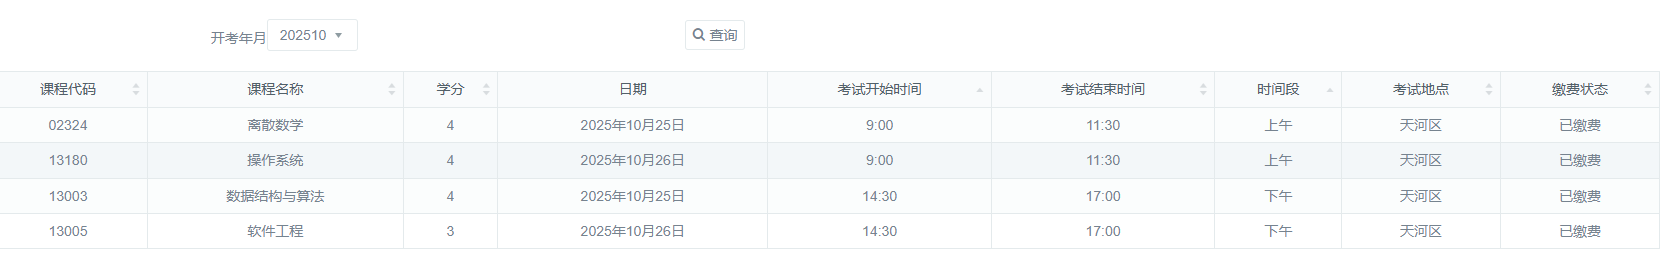 开考年月 202510 查询
课程代码 课程名称 学分 日期 考试开始时间 考试结束时间 时间段 考试地点 缴费状态
02324 离散数学 4 2025年10月25日 9:00 11:30 上午 天河区 已缴费
13180 操作系统 4 2025年10月26日 9:00 11:30 上午 天河区 已缴费
13003 数据结构与算法 4 2025年10月25日 14:30 17:00 下午 天河区 已缴费
13005 软件工程 3 2025年10月26日 14:30 17:00 下午 天河区 已缴费